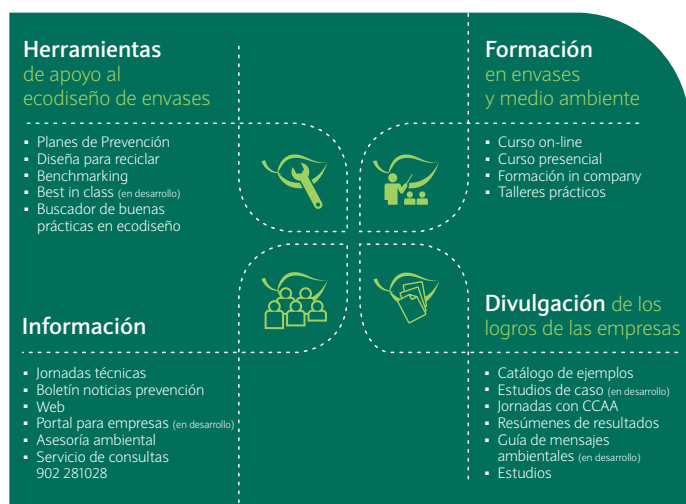 Herramientas
de apoyo al
ecodiseño de envases
▪ Planes de Prevención
▪ Diseña para reciclar
▪ Benchmarking
▪ Best in class (en desarrollo)
▪ Buscador de buenas
prácticas en ecodiseño
Formación
en envases
y medio ambiente
▪ Curso on-line
▪ Curso presencial
▪ Formación in company
▪ Talleres prácticos
Información
▪ Jornadas técnicas
▪ Boletín noticias prevención
▪ Web
▪ Portal para empresas (en desarrollo)
▪ Asesoría ambiental
▪ Servicio de consultas
902 281028
Divulgación de los
logros de las empresas
▪ Catálogo de ejemplos
▪ Estudios de caso (en desarrollo)
▪ Jornadas con CCAA
▪ Resúmenes de resultados
▪ Guía de mensajes
ambientales (en desarrollo)
▪ Estudios